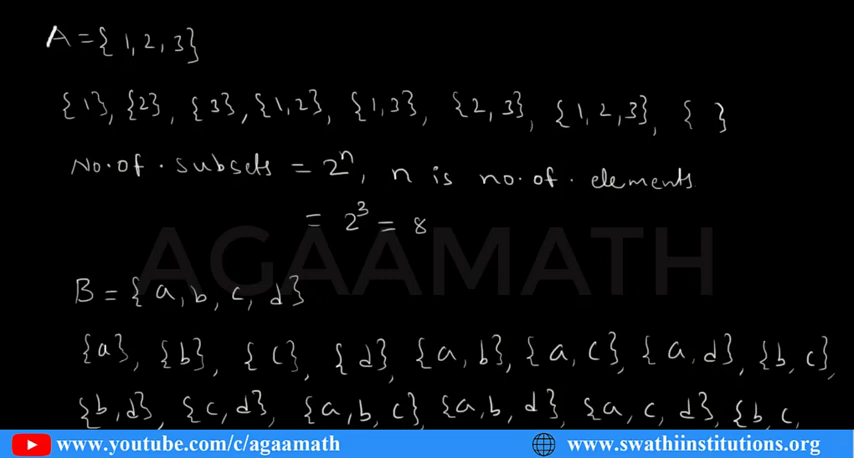 A = { 1, 2, 3}
{1}, {2}, {3}, {1,2}, {1,3}, {2,3}, {1,2,3}, { }
No.of. subsets = 2ⁿ, n is no.of. elements
= 2³ = 8
AGAAMATH
B = {a, b, c, d}
{a}, {b}, {c}, {d}, {a, b}, {a, c}, {a, d}, {b, c},
{b, d}, {c, d}, {a, b, c}, {a, b, d}, {a, c, d}, {b, c,
www.youtube.com/c/agaamath www.swathiinstitutions.org